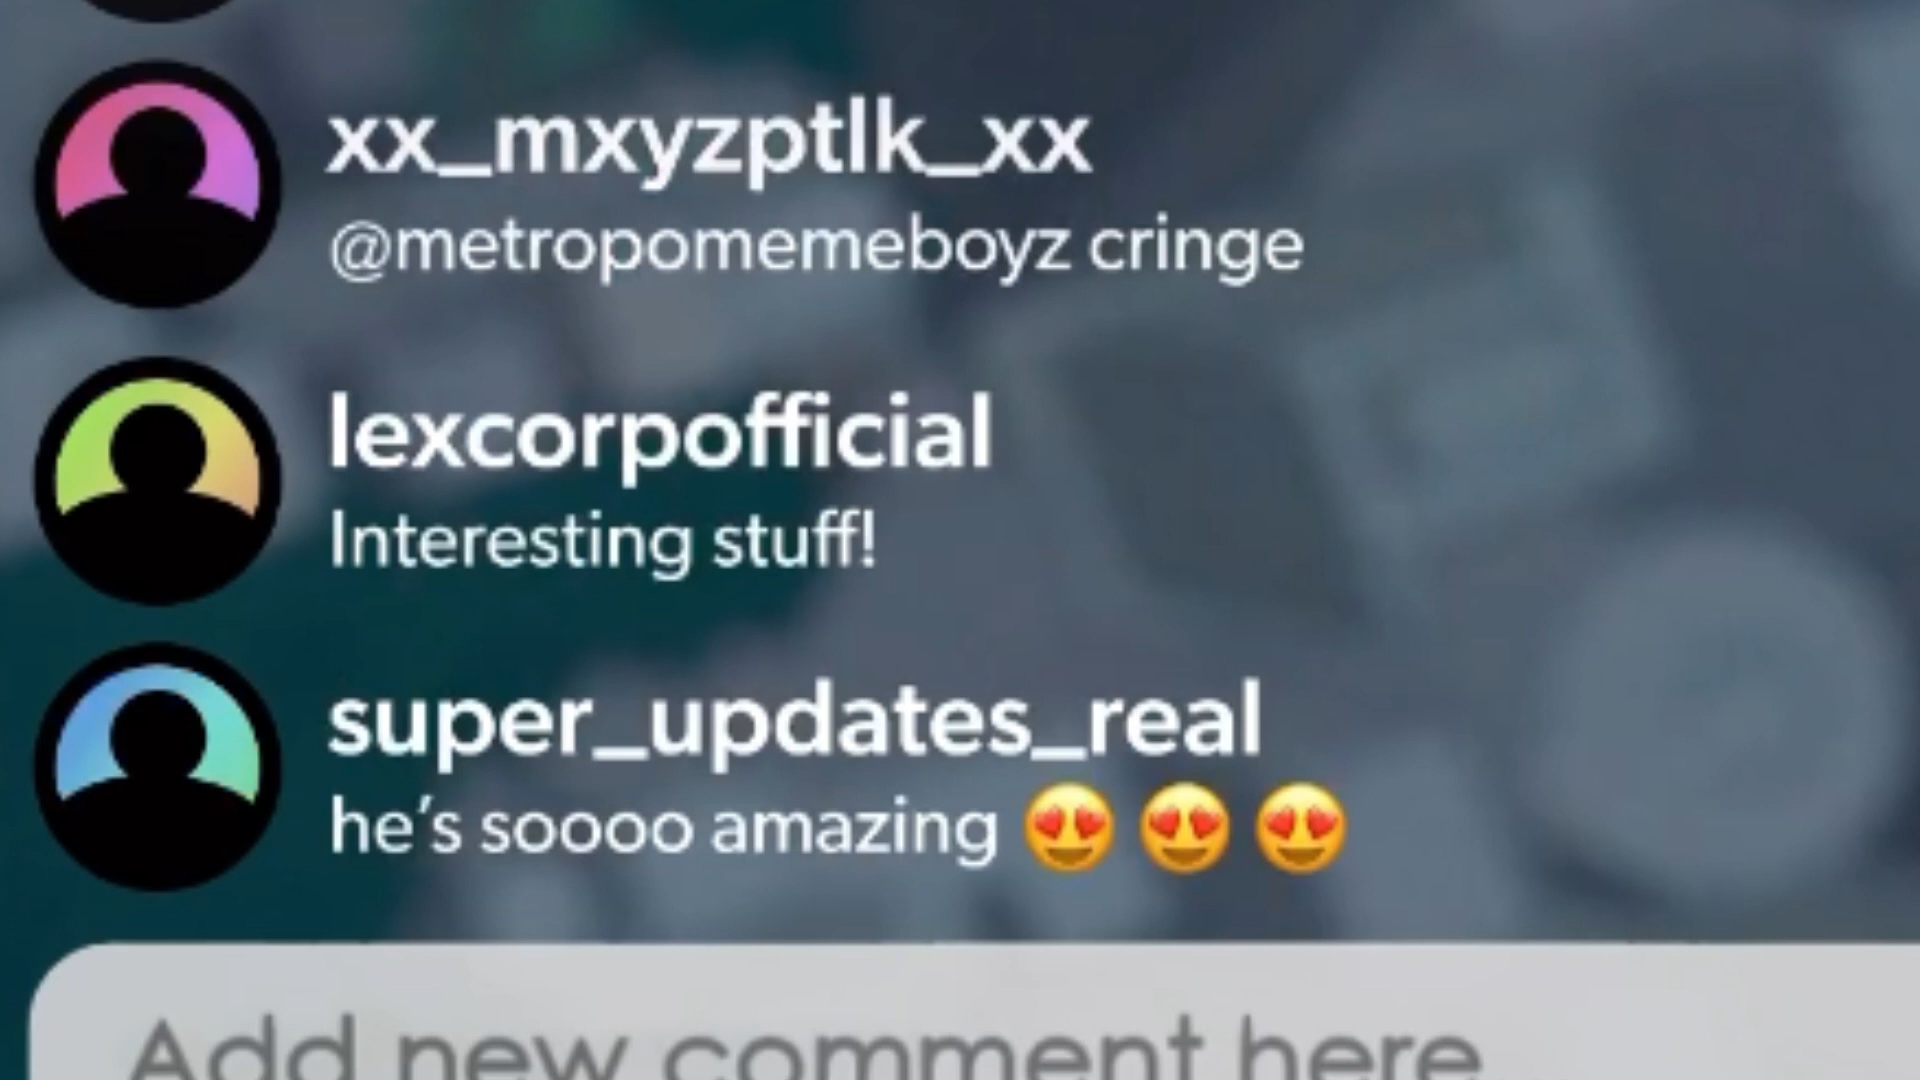 xx_mxyzptlk_xx
@metropomemeboyz cringe
lexcorpofficial
Interesting stuff!
super_updates_real
he's soooo amazing 😍 😍 😍
Add new comment here